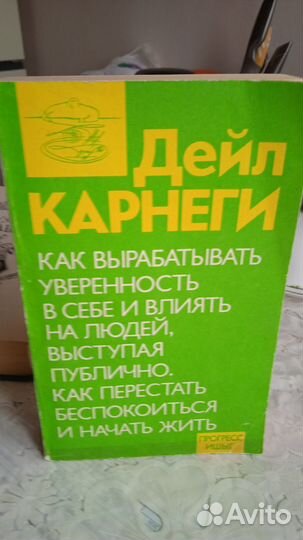 Дейл
КАРНЕГИ
КАК ВЫРАБАТЫВАТЬ
УВЕРЕННОСТЬ
В СЕБЕ И ВЛИЯТЬ
НА ЛЮДЕЙ,
ВЫСТУПАЯ
ПУБЛИЧНО.
КАК ПЕРЕСТАТЬ
БЕСПОКОИТЬСЯ
И НАЧАТЬ ЖИТЬ
ПРОГРЕСС
Avito